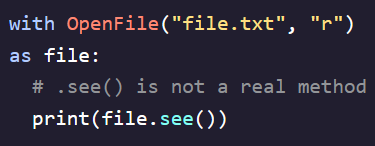 with OpenFile("file.txt", "r")
as file:
  # .see() is not a real method
  print(file.see())